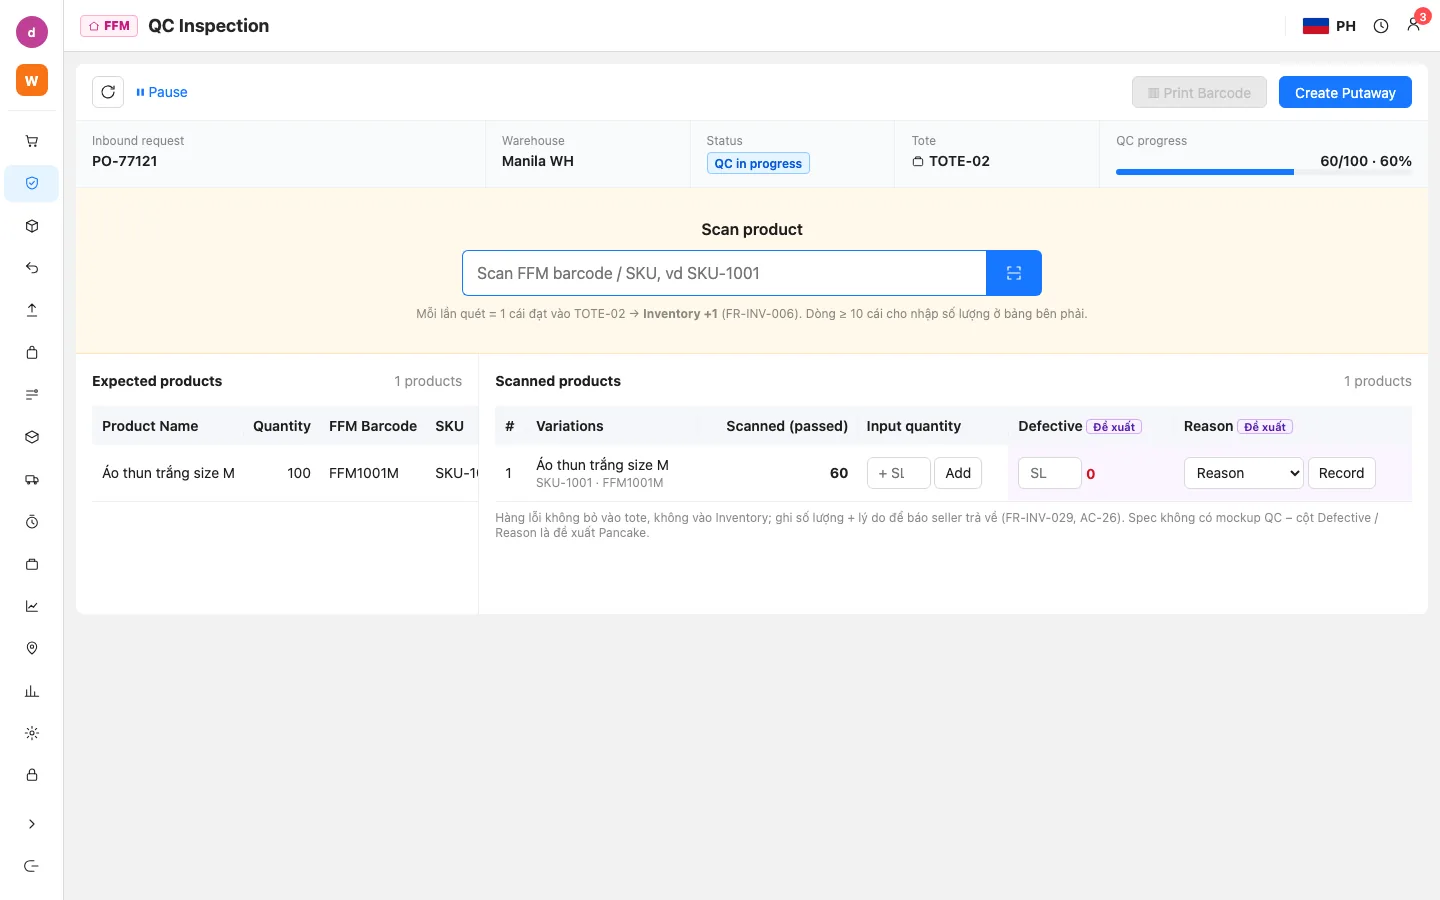 d
FFM
QC Inspection
PH
3
W
Pause
Print Barcode
Create Putaway
Inbound request
PO-77121
Warehouse
Manila WH
Status
QC in progress
Tote
TOTE-02
QC progress
60/100 · 60%
Scan product
Scan FFM barcode / SKU, vd SKU-1001
Mỗi lần quét = 1 cái đạt vào TOTE-02 → Inventory +1 (FR-INV-006). Dòng ≥ 10 cái cho nhập số lượng ở bảng bên phải.
Expected products
1 products
Product Name Quantity FFM Barcode SKU
Áo thun trắng size M 100 FFM1001M SKU-10
Scanned products
1 products
# Variations Scanned (passed) Input quantity Defective Đề xuất Reason Đề xuất
1 Áo thun trắng size M 60 + SL Add SL 0 Reason Record
SKU-1001 · FFM1001M
Hàng lỗi không bỏ vào tote, không vào Inventory; ghi số lượng + lý do để báo seller trả về (FR-INV-029, AC-26). Spec không có mockup QC – cột Defective /
Reason là đề xuất Pancake.